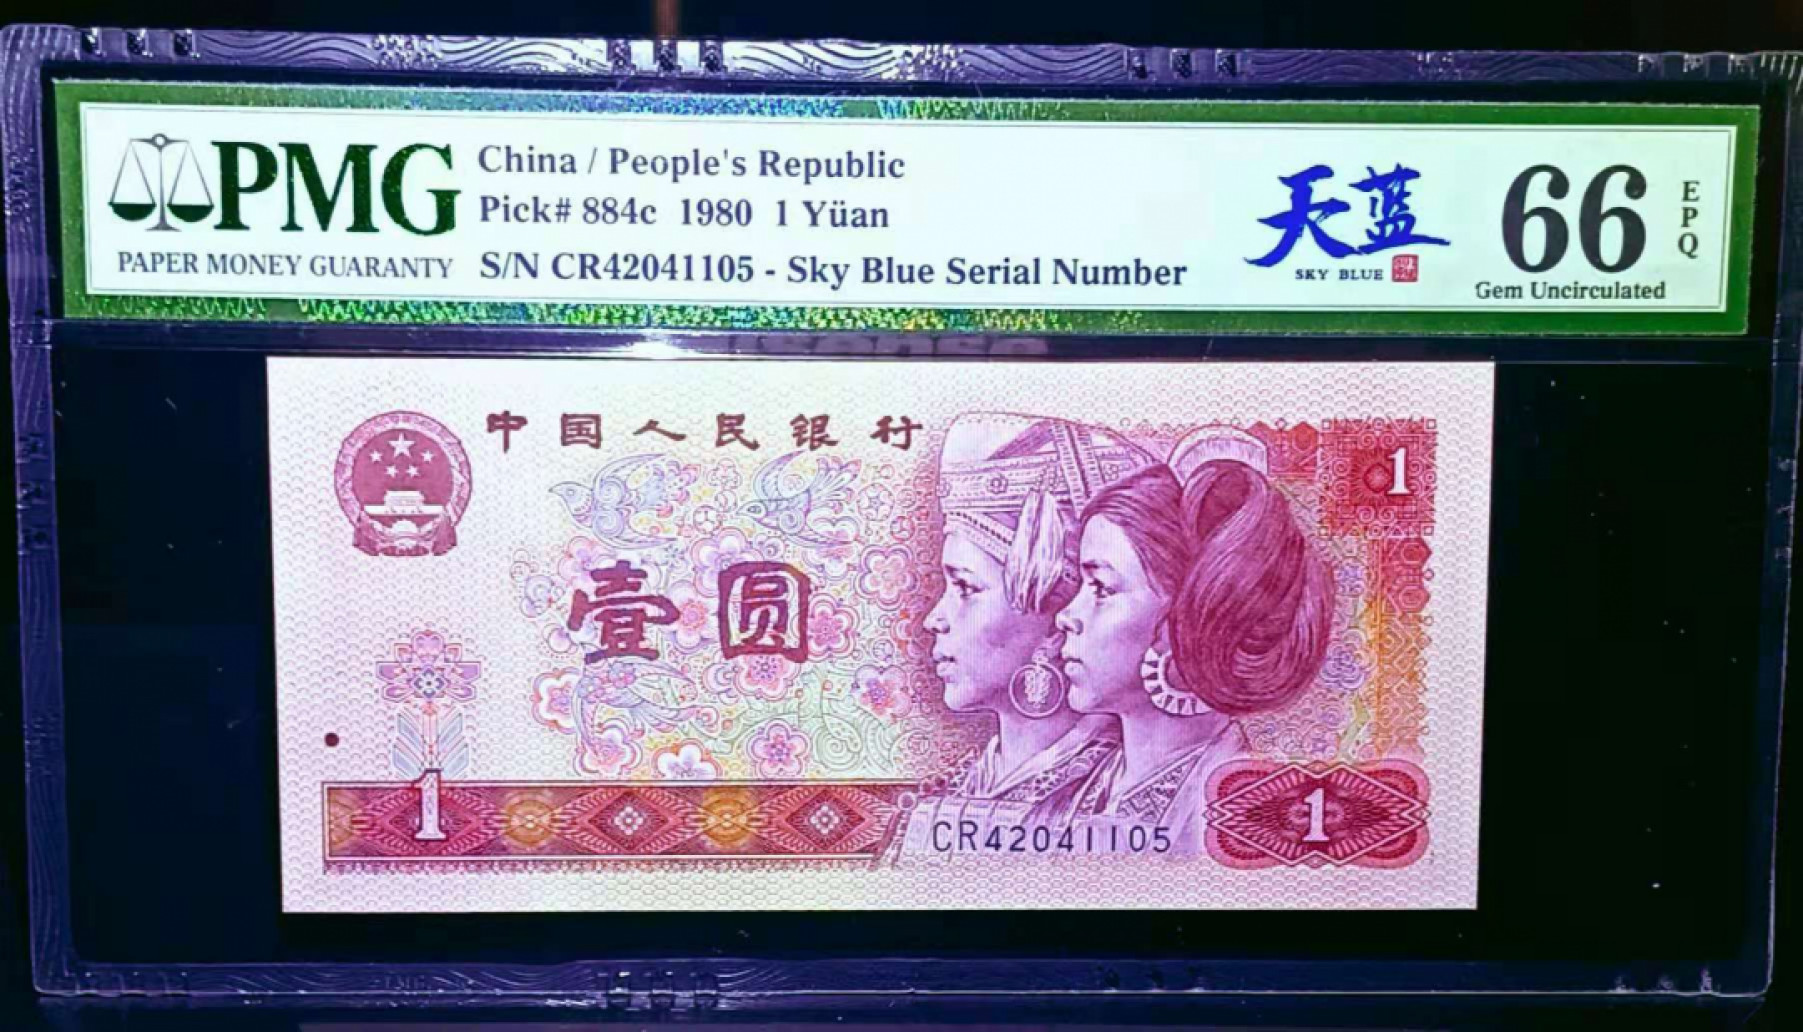 PMG
PAPER MONEY GUARANTY
China / People's Republic
Pick# 884c 1980 1 Yüan
S/N CR42041105 - Sky Blue Serial Number
天蓝
SKY BLUE
66
EPQ
Gem Uncirculated
中国人民银行
1
壹圆
1
CR42041105
1